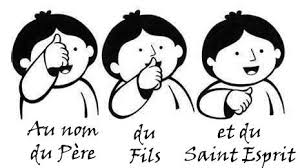 Au nom
du Père
du
Fils
et du
Saint Esprit